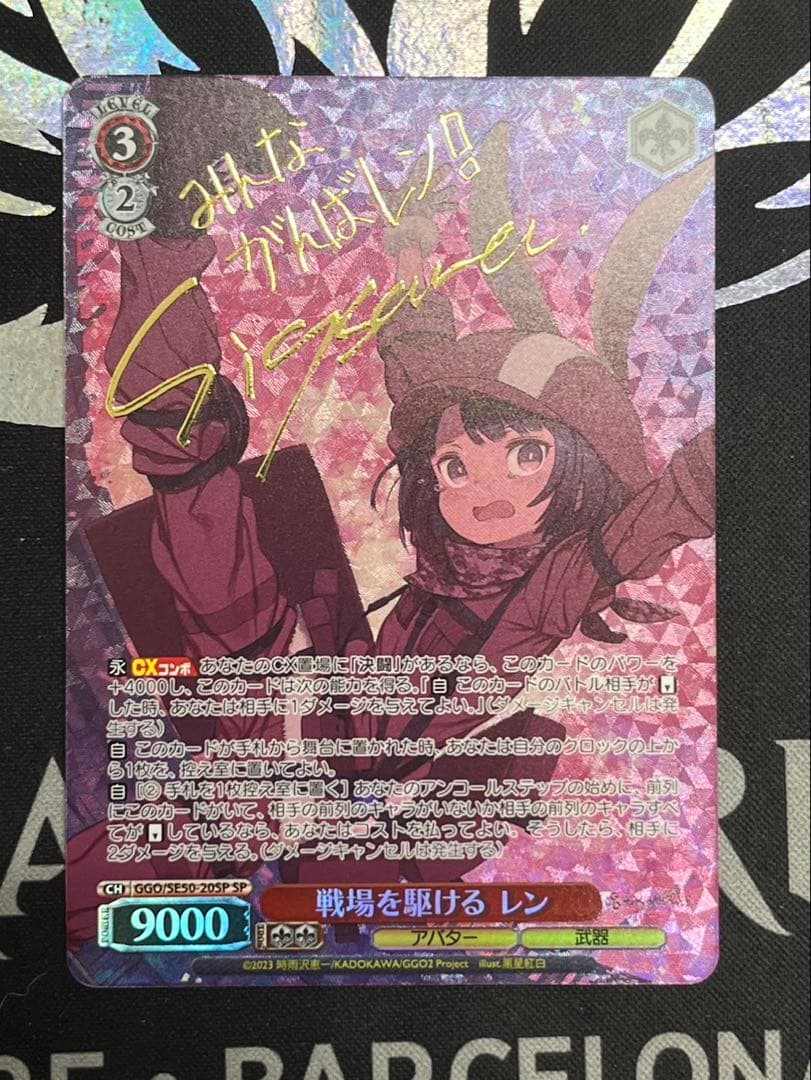 LEVEL
3
2
COST
みんな
がんばレン!
Sigsawa.
永 CXコンボ あなたのCX置場に「決闘」があるなら、このカードのパワーを
+4000し、このカードは次の能力を得る。「自 このカードのバトル相手が
した時、あなたは相手に1ダメージを与えてよい。」(ダメージキャンセルは発
生する)
自 このカードが手札から舞台に置かれた時、あなたは自分のクロックの上か
ら1枚を、控え室に置いてよい。
自 [② 手札を1枚控え室に置く] あなたのアンコールステップの始めに、前列
にこのカードがいて、相手の前列のキャラがいないか相手の前列のキャラすべ
てが しているなら、あなたはコストを払ってよい。そうしたら、相手に
2ダメージを与える。(ダメージキャンセルは発生する)
CH GGO/SE50-20SP SP
POWER 9000
戦場を駆ける レン
アバター 武器
©2023 時雨沢恵一/KADOKAWA/GGO2 Project illust.黒星紅白
BARCELON